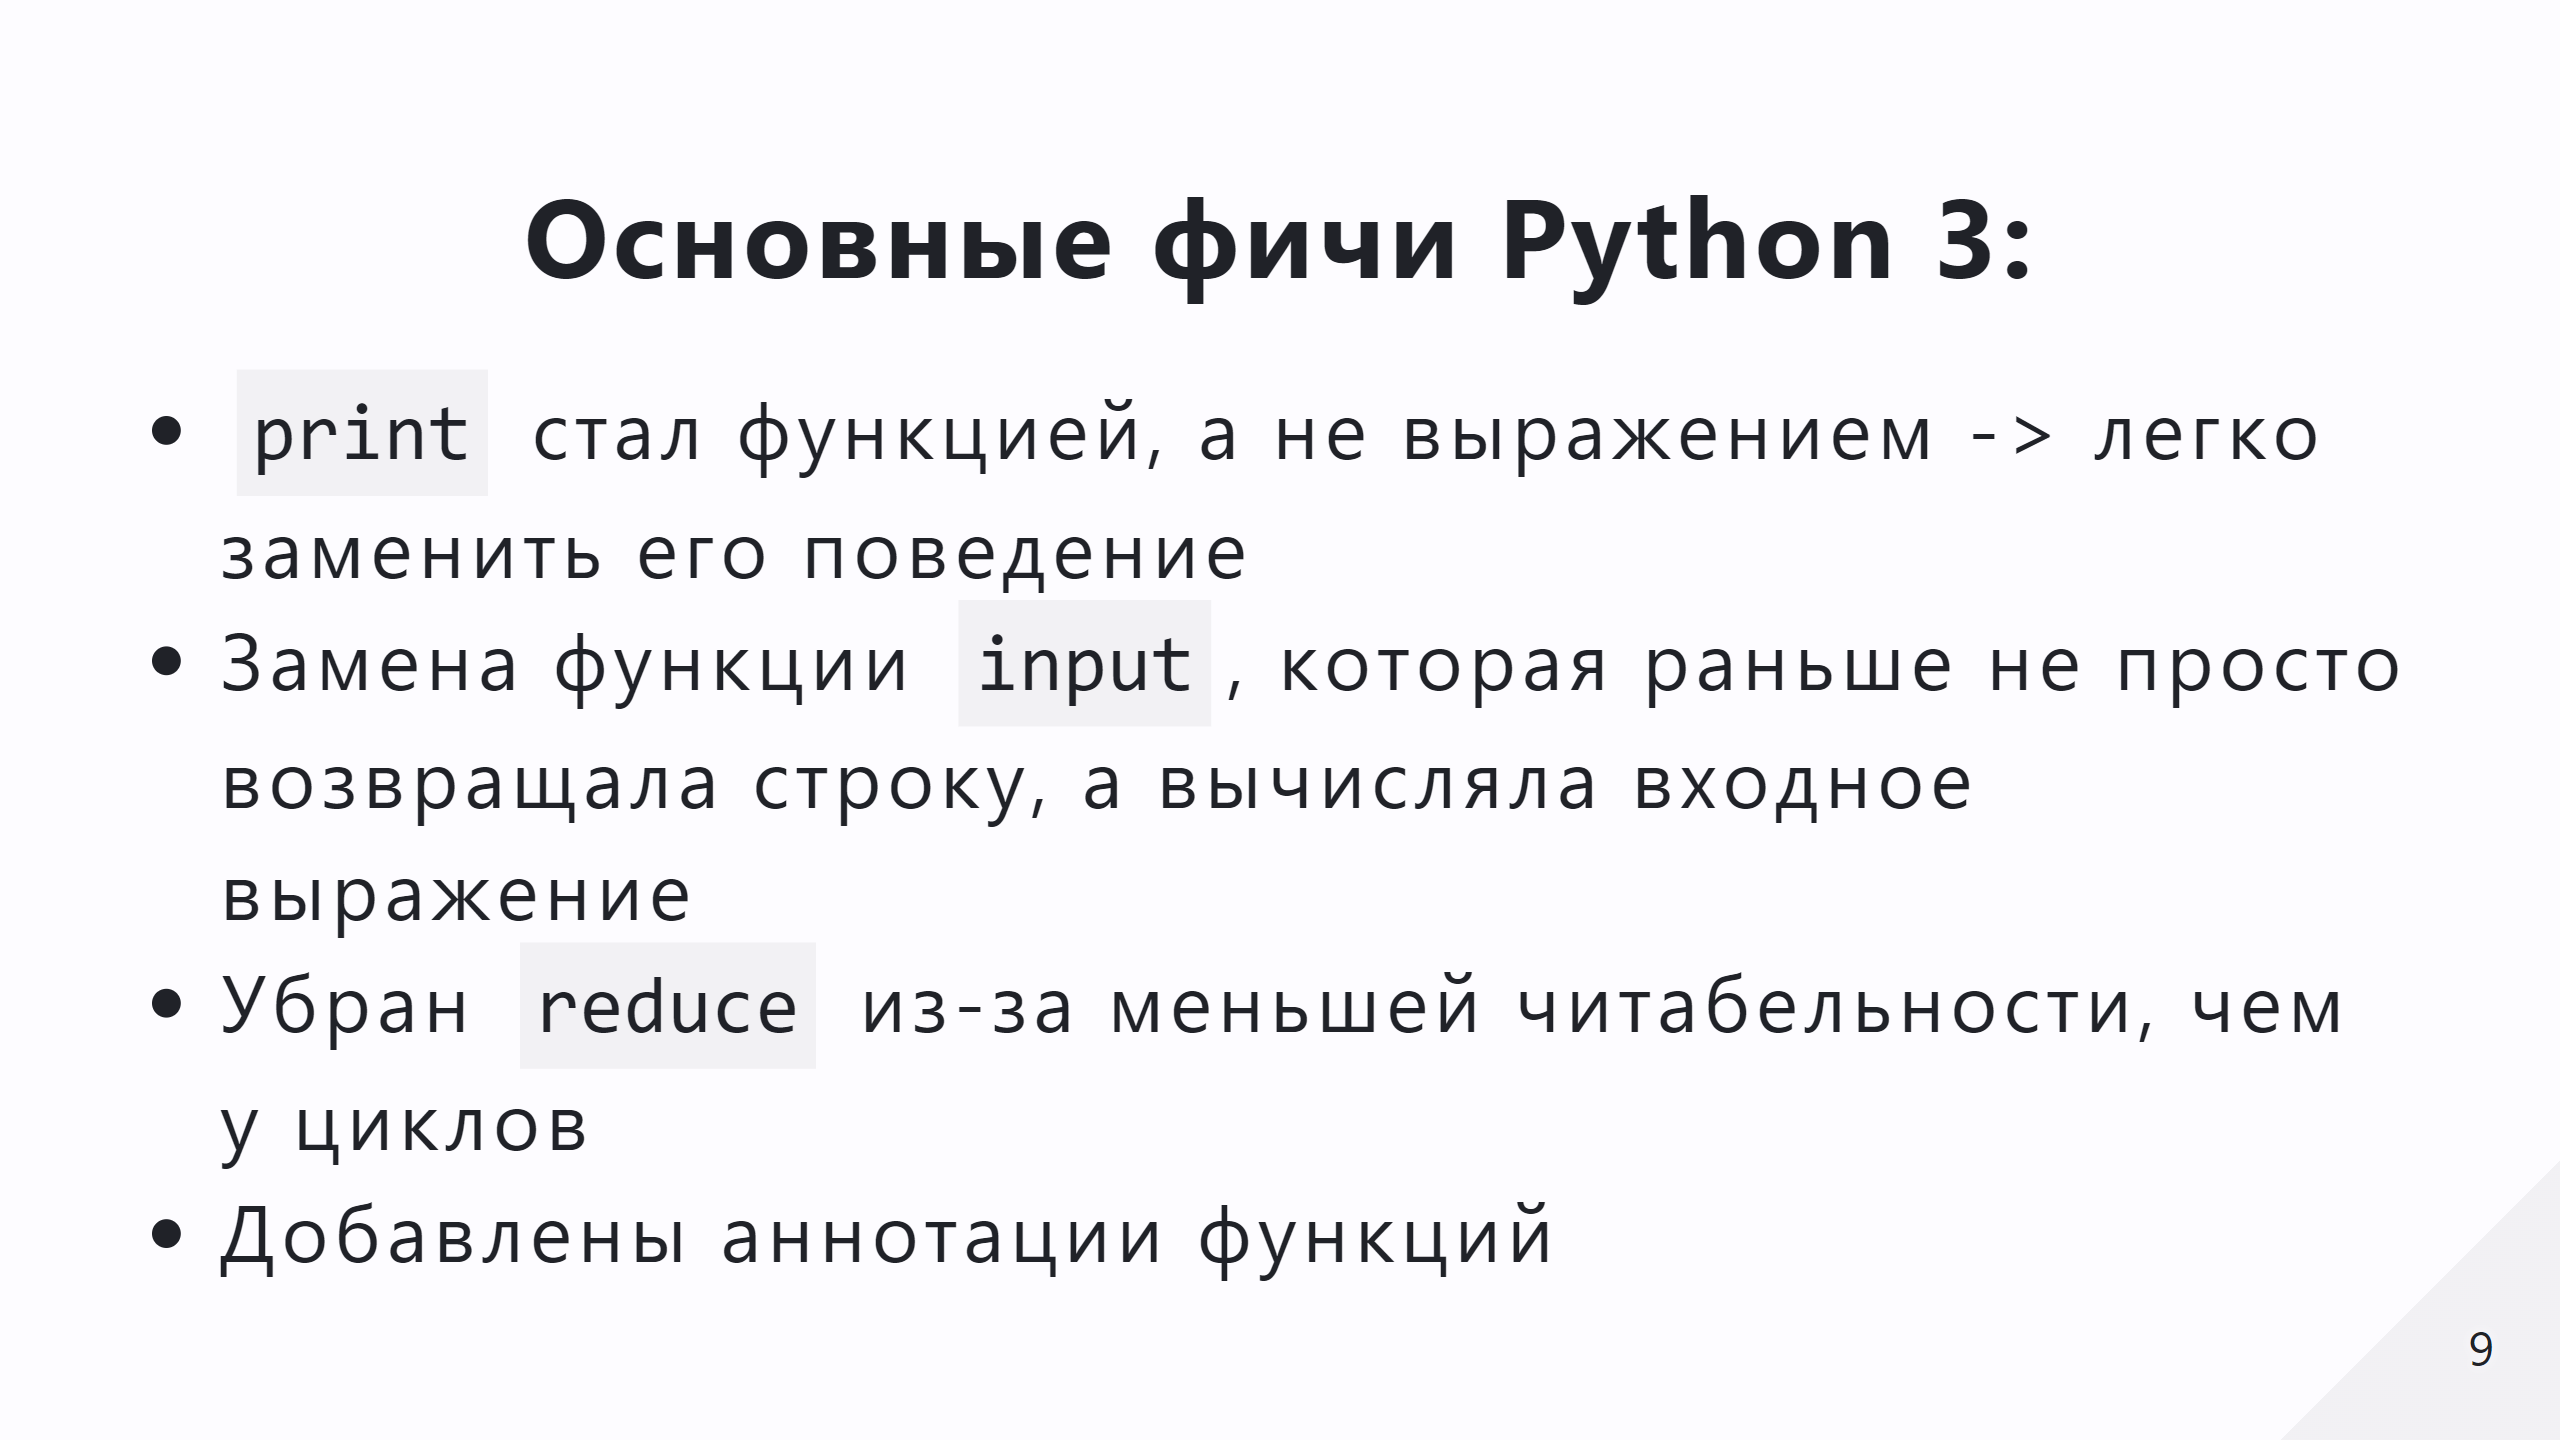 Основные фичи Python 3:
• print стал функцией, а не выражением -> легко
заменить его поведение
• Замена функции input, которая раньше не просто
возвращала строку, а вычисляла входное
выражение
• Убран reduce из-за меньшей читабельности, чем
у циклов
• Добавлены аннотации функций
9